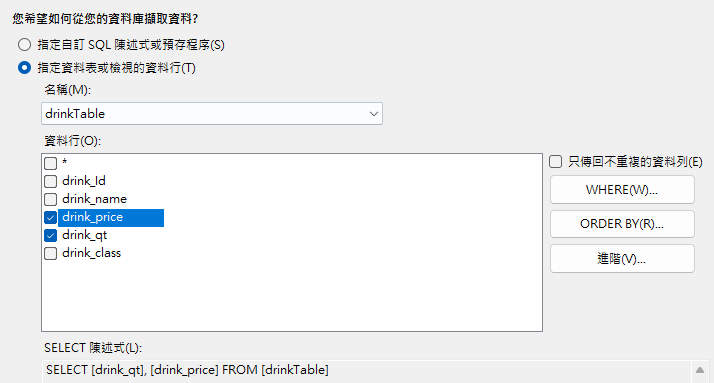 您希望如何從您的資料庫擷取資料?
指定自訂 SQL 陳述式或預存程序(S)
指定資料表或檢視的資料行(T)
名稱(M):
drinkTable
資料行(O):
*
只傳回不重複的資料列(E)
drink_Id
drink_name
WHERE(W)...
drink_price
ORDER BY(R)...
drink_qt
drink_class
進階(V)...
SELECT 陳述式(L):
SELECT [drink_qt], [drink_price] FROM [drinkTable]